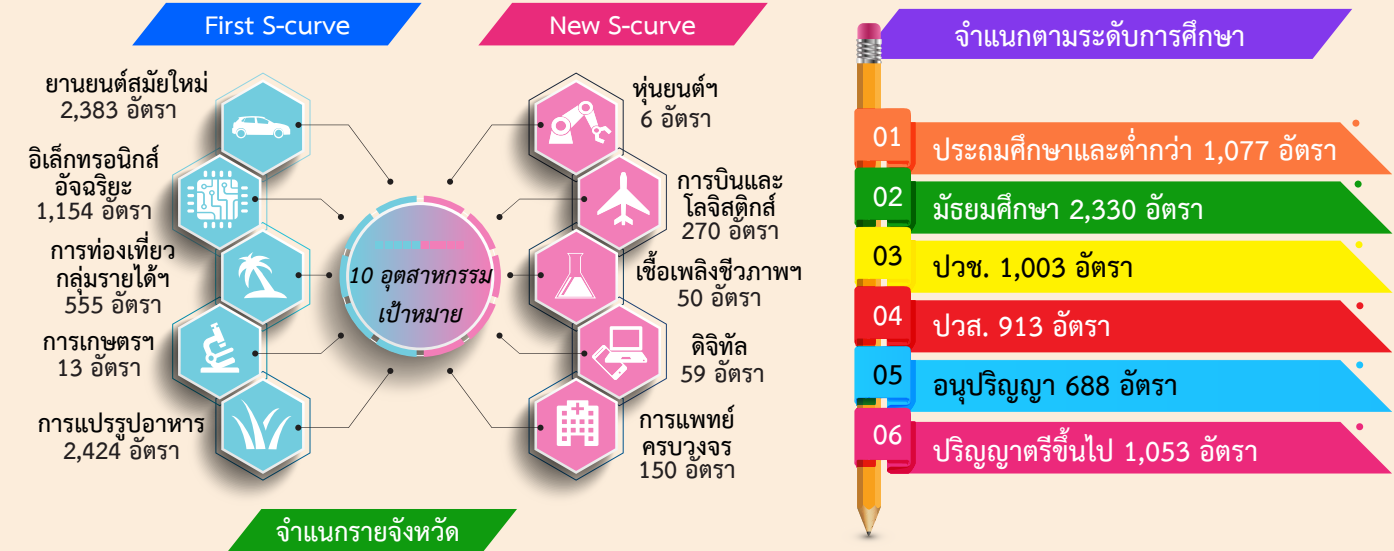 First S-curve
ยานยนต์สมัยใหม่
2,383 อัตรา
อิเล็กทรอนิกส์
อัจฉริยะ
1,154 อัตรา
การท่องเที่ยว
กลุ่มรายได้ฯ
555 อัตรา
การเกษตรฯ
13 อัตรา
การแปรรูปอาหาร
2,424 อัตรา
10 อุตสาหกรรม
เป้าหมาย
New S-curve
หุ่นยนต์ฯ
6 อัตรา
การบินและ
โลจิสติกส์
270 อัตรา
เชื้อเพลิงชีวภาพฯ
50 อัตรา
ดิจิทัล
59 อัตรา
การแพทย์
ครบวงจร
150 อัตรา
จำแนกตามระดับการศึกษา
01 ประถมศึกษาและต่ำกว่า 1,077 อัตรา
02 มัธยมศึกษา 2,330 อัตรา
03 ปวช. 1,003 อัตรา
04 ปวส. 913 อัตรา
05 อนุปริญญา 688 อัตรา
06 ปริญญาตรีขึ้นไป 1,053 อัตรา
จำแนกรายจังหวัด